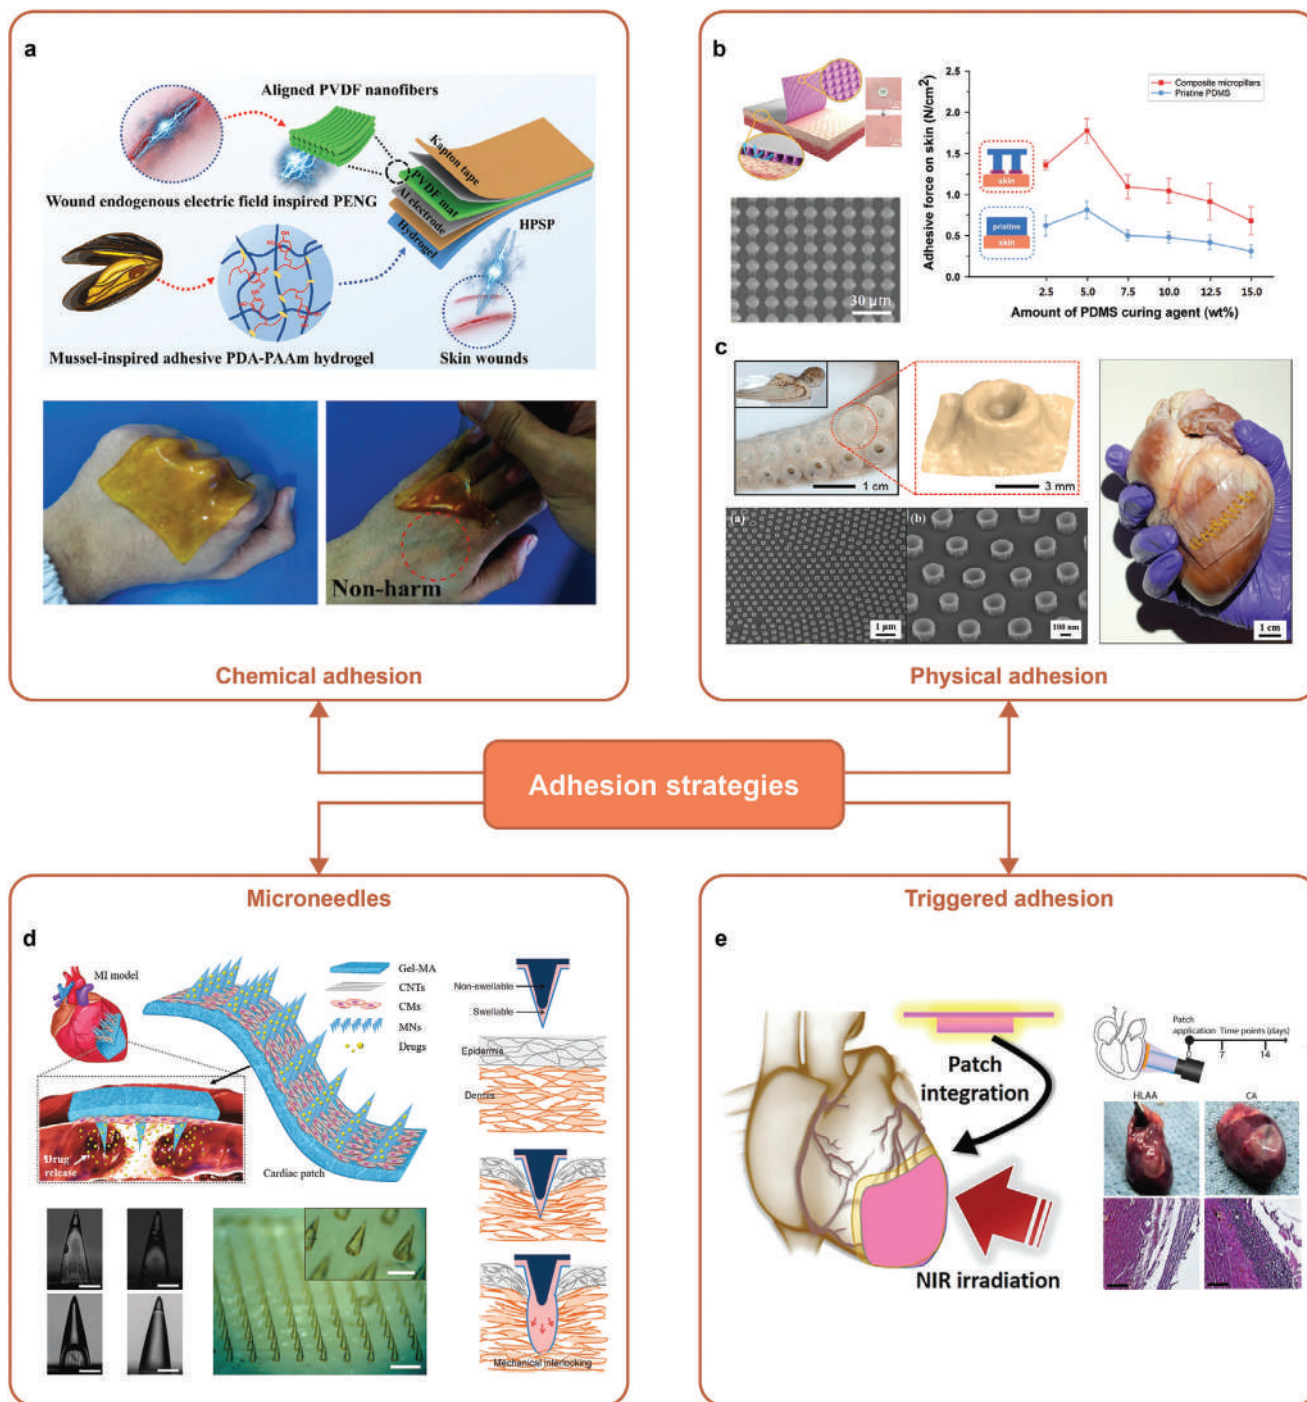 a
Aligned PVDF nanofibers
Wound endogenous electric field inspired PENG
Kapton tape
PVDF mat
Al electrode
Hydrogel
HPSP
Mussel-inspired adhesive PDA-PAAm hydrogel
Skin wounds
Non-harm
Chemical adhesion
b
30 µm
Adhesive force on skin (N/cm²)
2.5
2.0
1.5
1.0
0.5
0.0
Composite micropillars
Pristine PDMS
skin
pristine
skin
2.5 5.0 7.5 10.0 12.5 15.0
Amount of PDMS curing agent (wt%)
c
1 cm
3 mm
(a)
1 µm
(b)
100 nm
1 cm
Physical adhesion
Adhesion strategies
Microneedles
d
MI model
Gel-MA
CNTs
CMs
MNs
Drugs
Drug
release
Cardiac patch
Non-swellable
Swellable
Epidermis
Dermis
Mechanical interlocking
Triggered adhesion
e
Patch
integration
NIR irradiation
Patch
application Time points (days)
0 7 14
HLAA
CA